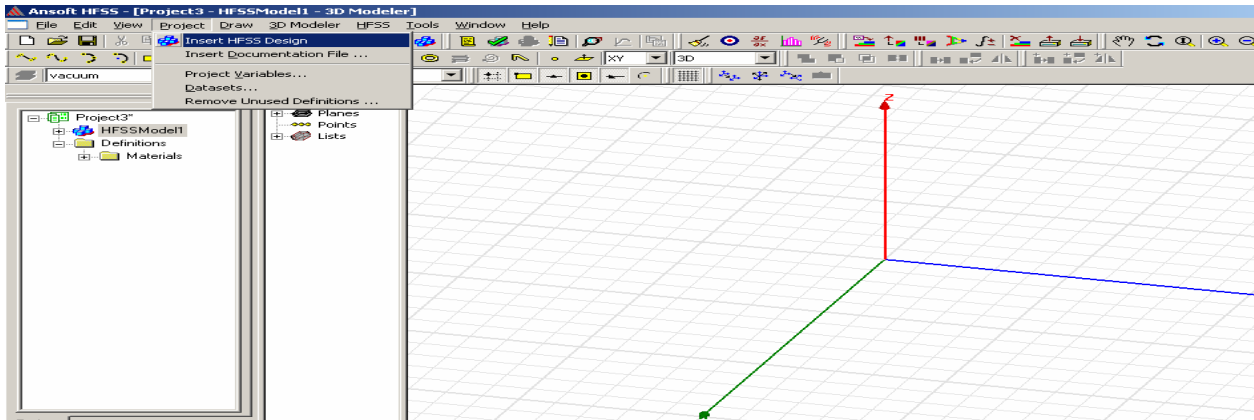 Ansoft HFSS - [Project3 - HFSSModel1 - 3D Modeler]
File Edit View Project Draw 3D Modeler HFSS Tools Window Help
Insert HFSS Design
Insert Documentation File ...
XY
3D
vacuum
Project Variables...
Datasets...
Remove Unused Definitions ...
Project3*
HFSSModel1
Definitions
Materials
Planes
Points
Lists
Z